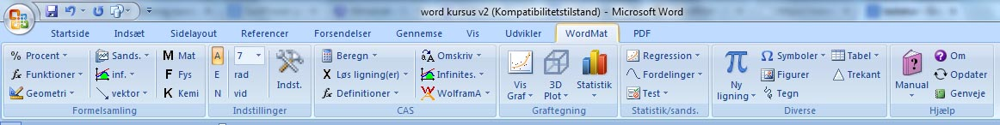 word kursus v2 (Kompatibilitetstilstand) - Microsoft Word
Startside Indsæt Sidelayout Referencer Forsendelser Gennemse Vis Udvikler WordMat PDF
% Procent Sands. M Mat A 7 Beregn Omskriv Regression Ω Symboler Tabel Om
fx Funktioner inf. F Fys E rad X Løs ligning(er) Infinites. Fordelinger Figurer Trekant Opdater
Geometri vektor K Kemi N vid fx Definitioner WolframA Test Tegn Genveje
Indst. Vis Graf 3D Plot Statistik π Ny ligning Manual
Formelsamling Indstillinger CAS Graftegning Statistik/sands. Diverse Hjælp